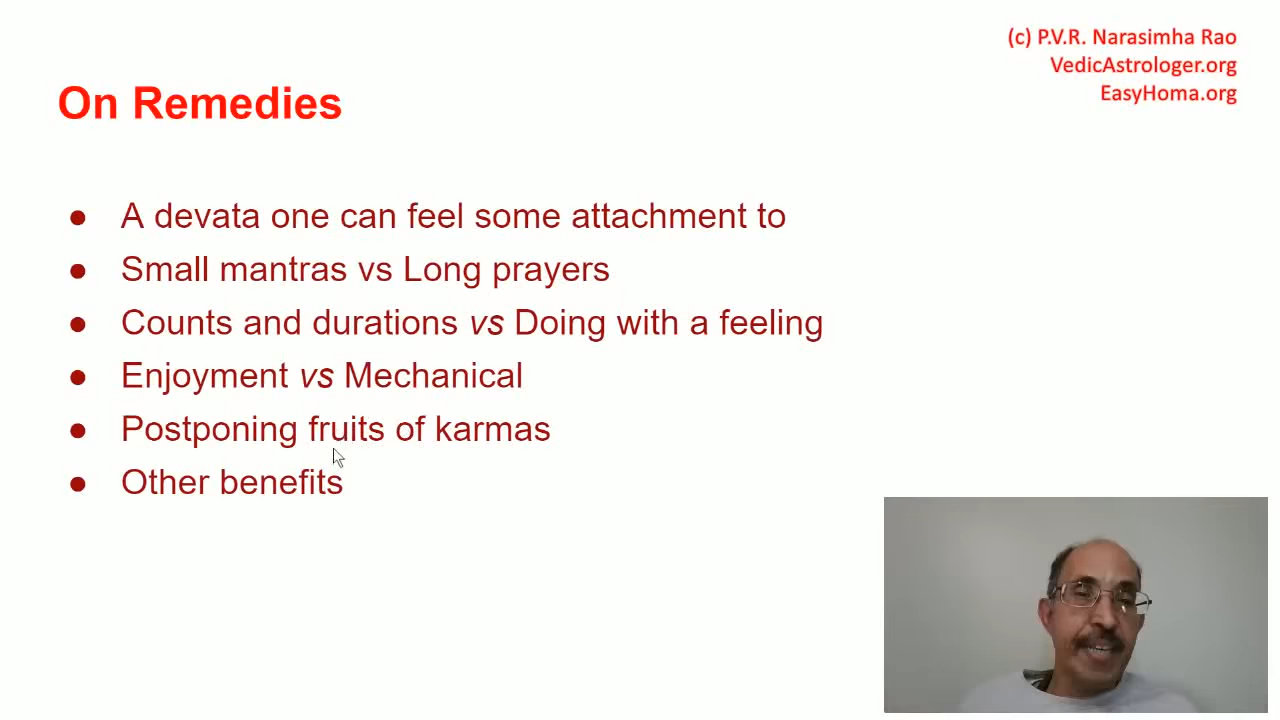 (c) P.V.R. Narasimha Rao
VedicAstrologer.org
EasyHoma.org
On Remedies
● A devata one can feel some attachment to
● Small mantras vs Long prayers
● Counts and durations vs Doing with a feeling
● Enjoyment vs Mechanical
● Postponing fruits of karmas
● Other benefits